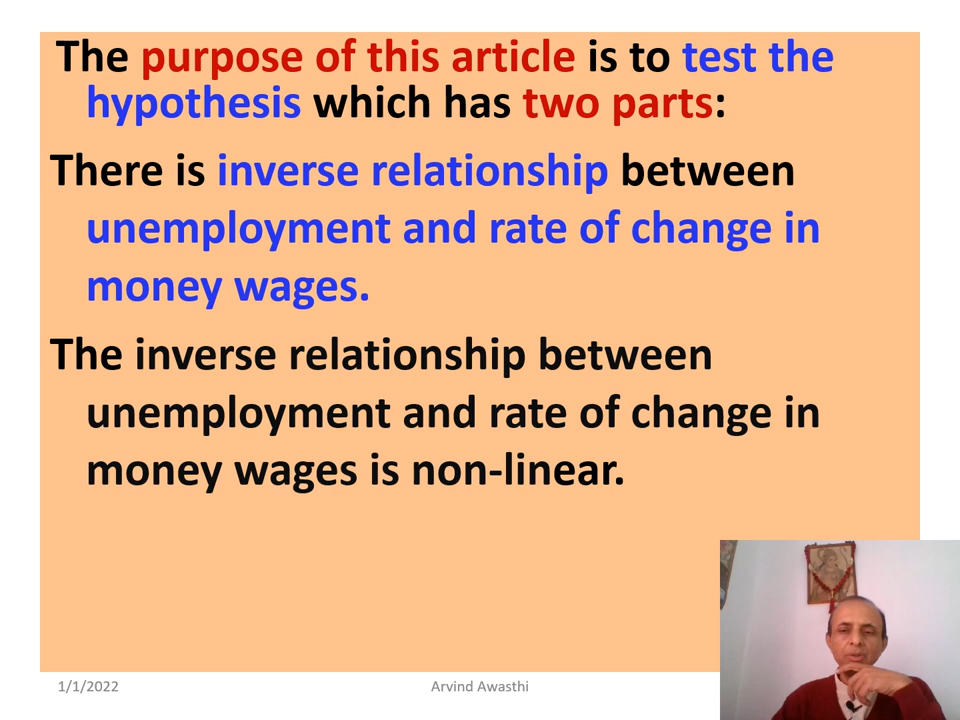 The purpose of this article is to test the
hypothesis which has two parts:
There is inverse relationship between
unemployment and rate of change in
money wages.
The inverse relationship between
unemployment and rate of change in
money wages is non-linear.
1/1/2022
Arvind Awasthi